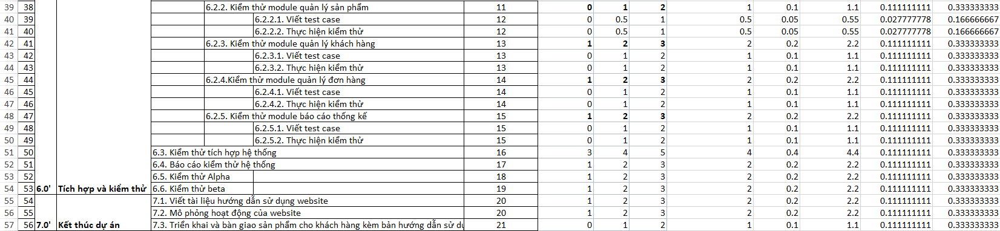 39 38 6.2.2. Kiểm thử module quản lý sản phẩm 11 0 1 2 1 0.1 1.1 0.111111111 0.333333333
40 39 6.2.2.1. Viết test case 12 0 0.5 1 0.5 0.05 0.55 0.027777778 0.166666667
41 40 6.2.2.2. Thực hiện kiểm thử 12 0 0.5 1 0.5 0.05 0.55 0.027777778 0.166666667
42 41 6.2.3. Kiểm thử module quản lý khách hàng 13 1 2 3 2 0.2 2.2 0.111111111 0.333333333
43 42 6.2.3.1. Viết test case 13 0 1 2 1 0.1 1.1 0.111111111 0.333333333
44 43 6.2.3.2. Thực hiện kiểm thử 13 0 1 2 1 0.1 1.1 0.111111111 0.333333333
45 44 6.2.4.Kiểm thử module quản lý đơn hàng 14 1 2 3 2 0.2 2.2 0.111111111 0.333333333
46 45 6.2.4.1. Viết test case 14 0 1 2 1 0.1 1.1 0.111111111 0.333333333
47 46 6.2.4.2. Thực hiện kiểm thử 14 0 1 2 1 0.1 1.1 0.111111111 0.333333333
48 47 6.2.5. Kiểm thử module báo cáo thống kế 15 1 2 3 2 0.2 2.2 0.111111111 0.333333333
49 48 6.2.5.1. Viết test case 15 0 1 2 1 0.1 1.1 0.111111111 0.333333333
50 49 6.2.5.2. Thực hiện kiểm thử 15 0 1 2 1 0.1 1.1 0.111111111 0.333333333
51 50 6.3. Kiểm thử tích hợp hệ thống 16 3 4 5 4 0.4 4.4 0.111111111 0.333333333
52 51 6.4. Báo cáo kiểm thử hệ thống 17 1 2 3 2 0.2 2.2 0.111111111 0.333333333
53 52 6.5. Kiểm thử Alpha 18 1 2 3 2 0.2 2.2 0.111111111 0.333333333
54 53 6.0' Tích hợp và kiểm thử 6.6. Kiểm thử beta 19 1 2 3 2 0.2 2.2 0.111111111 0.333333333
55 54 7.1. Viết tài liệu hướng dẫn sử dụng website 20 1 2 3 2 0.2 2.2 0.111111111 0.333333333
56 55 7.2. Mô phỏng hoạt động của website 20 1 2 3 2 0.2 2.2 0.111111111 0.333333333
57 56 7.0' Kết thúc dự án 7.3. Triển khai và bàn giao sản phẩm cho khách hàng kèm bản hướng dẫn sử 21 0 1 2 1 0.1 1.1 0.111111111 0.333333333